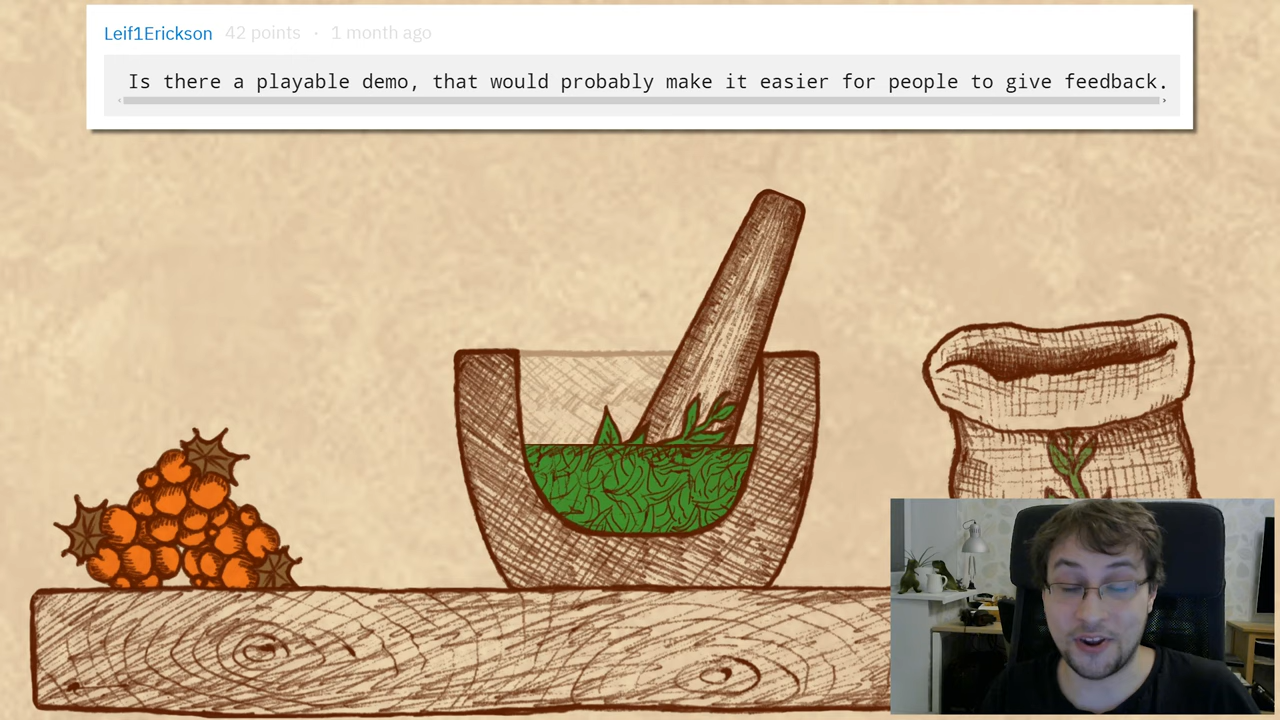 Leif1Erickson 42 points · 1 month ago
Is there a playable demo, that would probably make it easier for people to give feedback.